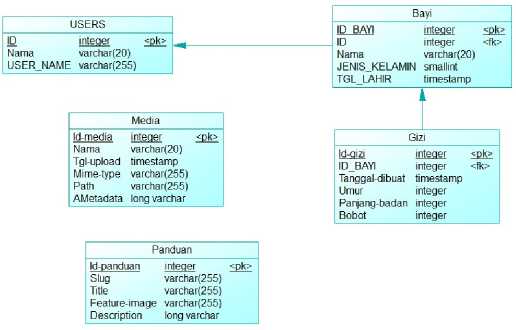 USERS
ID integer <pk>
Nama varchar(20)
USER_NAME varchar(255)
Bayi
ID_BAYI integer <pk>
ID integer <fk>
Nama varchar(20)
JENIS_KELAMIN smallint
TGL_LAHIR timestamp
Media
Id-media integer <pk>
Nama varchar(20)
Tgl-upload timestamp
Mime-type varchar(255)
Path varchar(255)
AMetadata long varchar
Gizi
Id-gizi integer <pk>
ID_BAYI integer <fk>
Tanggal-dibuat timestamp
Umur integer
Panjang-badan integer
Bobot integer
Panduan
Id-panduan integer <pk>
Slug varchar(255)
Title varchar(255)
Feature-image varchar(255)
Description long varchar